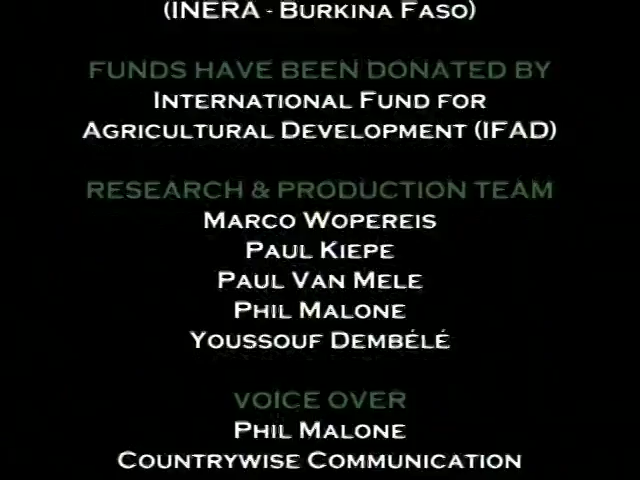 (INERA - BURKINA FASO)
FUNDS HAVE BEEN DONATED BY
INTERNATIONAL FUND FOR
AGRICULTURAL DEVELOPMENT (IFAD)
RESEARCH & PRODUCTION TEAM
MARCO WOPEREIS
PAUL KIEPE
PAUL VAN MELE
PHIL MALONE
YOUSSOUF DEMBÉLÉ
VOICE OVER
PHIL MALONE
COUNTRYWISE COMMUNICATION